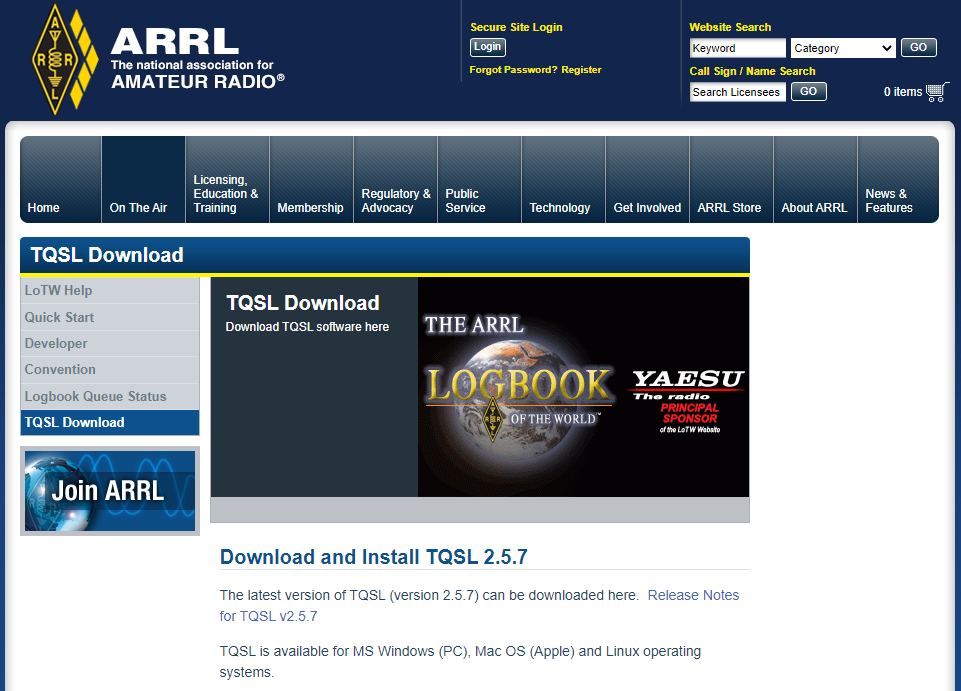 ARRL
The national association for
AMATEUR RADIO®
Secure Site Login
Login
Forgot Password? Register
Website Search
Keyword
Category
GO
Call Sign / Name Search
Search Licensees
GO
0 items
Home
On The Air
Licensing,
Education &
Training
Membership
Regulatory &
Advocacy
Public
Service
Technology
Get Involved
ARRL Store
About ARRL
News &
Features
TQSL Download
LoTW Help
Quick Start
Developer
Convention
Logbook Queue Status
TQSL Download
Join ARRL
TQSL Download
Download TQSL software here
THE ARRL
LOGBOOK
OF THE WORLD™
YAESU
The radio
PRINCIPAL
SPONSOR
of the LoTW Website
Download and Install TQSL 2.5.7
The latest version of TQSL (version 2.5.7) can be downloaded here.  Release Notes
for TQSL v2.5.7
TQSL is available for MS Windows (PC), Mac OS (Apple) and Linux operating
systems.